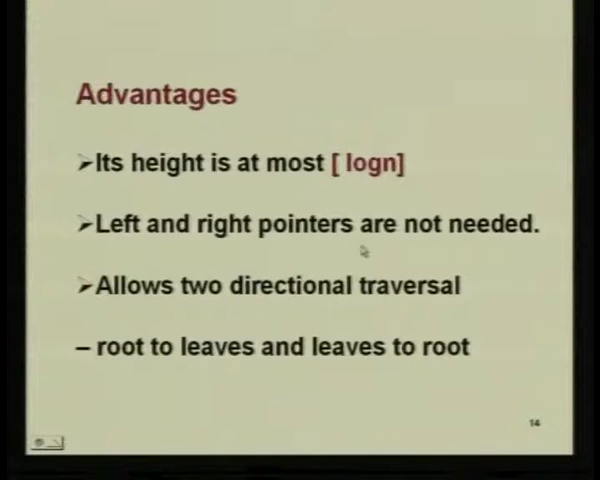 Advantages
➢Its height is at most [ logn]
➢Left and right pointers are not needed.
➢Allows two directional traversal
– root to leaves and leaves to root
14